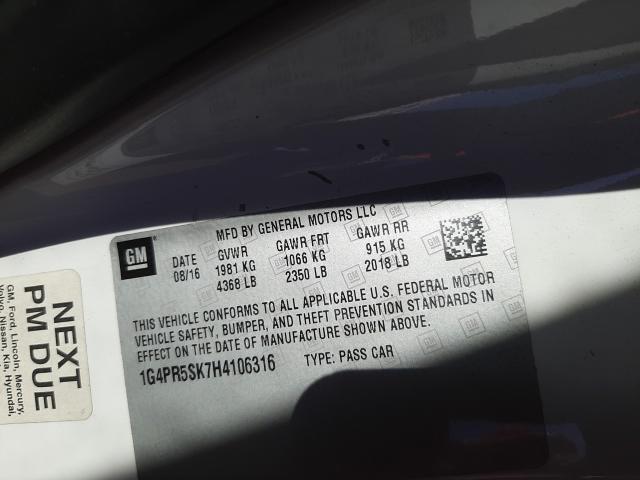 MFD BY GENERAL MOTORS LLC
GM
DATE GVWR GAWR FRT GAWR RR
08/16 1981 KG 1066 KG 915 KG
4368 LB 2350 LB 2018 LB
THIS VEHICLE CONFORMS TO ALL APPLICABLE U.S. FEDERAL MOTOR
VEHICLE SAFETY, BUMPER, AND THEFT PREVENTION STANDARDS IN
EFFECT ON THE DATE OF MANUFACTURE SHOWN ABOVE.
1G4PR5SK7H4106316 TYPE: PASS CAR
NEXT
PM DUE
GM, Ford, Lincoln, Mercury,
Volvo, Nissan, Kia, Hyundai,